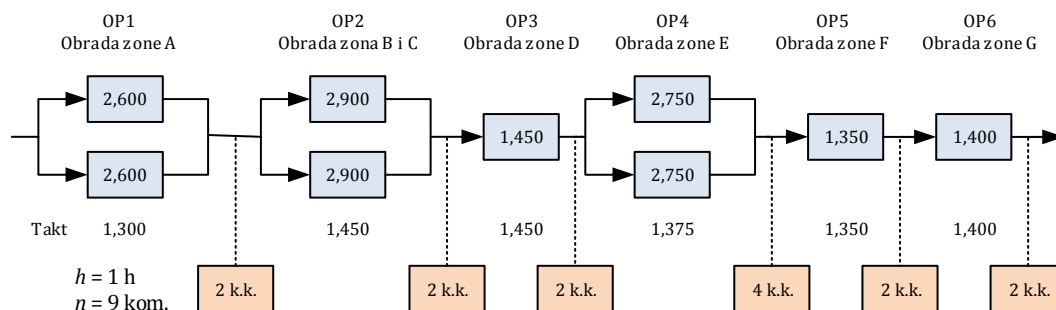 OP1 OP2 OP3 OP4 OP5 OP6
Obrada zone A Obrada zona B i C Obrada zone D Obrada zone E Obrada zone F Obrada zone G
2,600 2,900 2,750
1,450 1,350 1,400
2,600 2,900 2,750
Takt 1,300 1,450 1,450 1,375 1,350 1,400
h = 1 h
n = 9 kom.
2 k.k. 2 k.k. 2 k.k. 4 k.k. 2 k.k. 2 k.k.